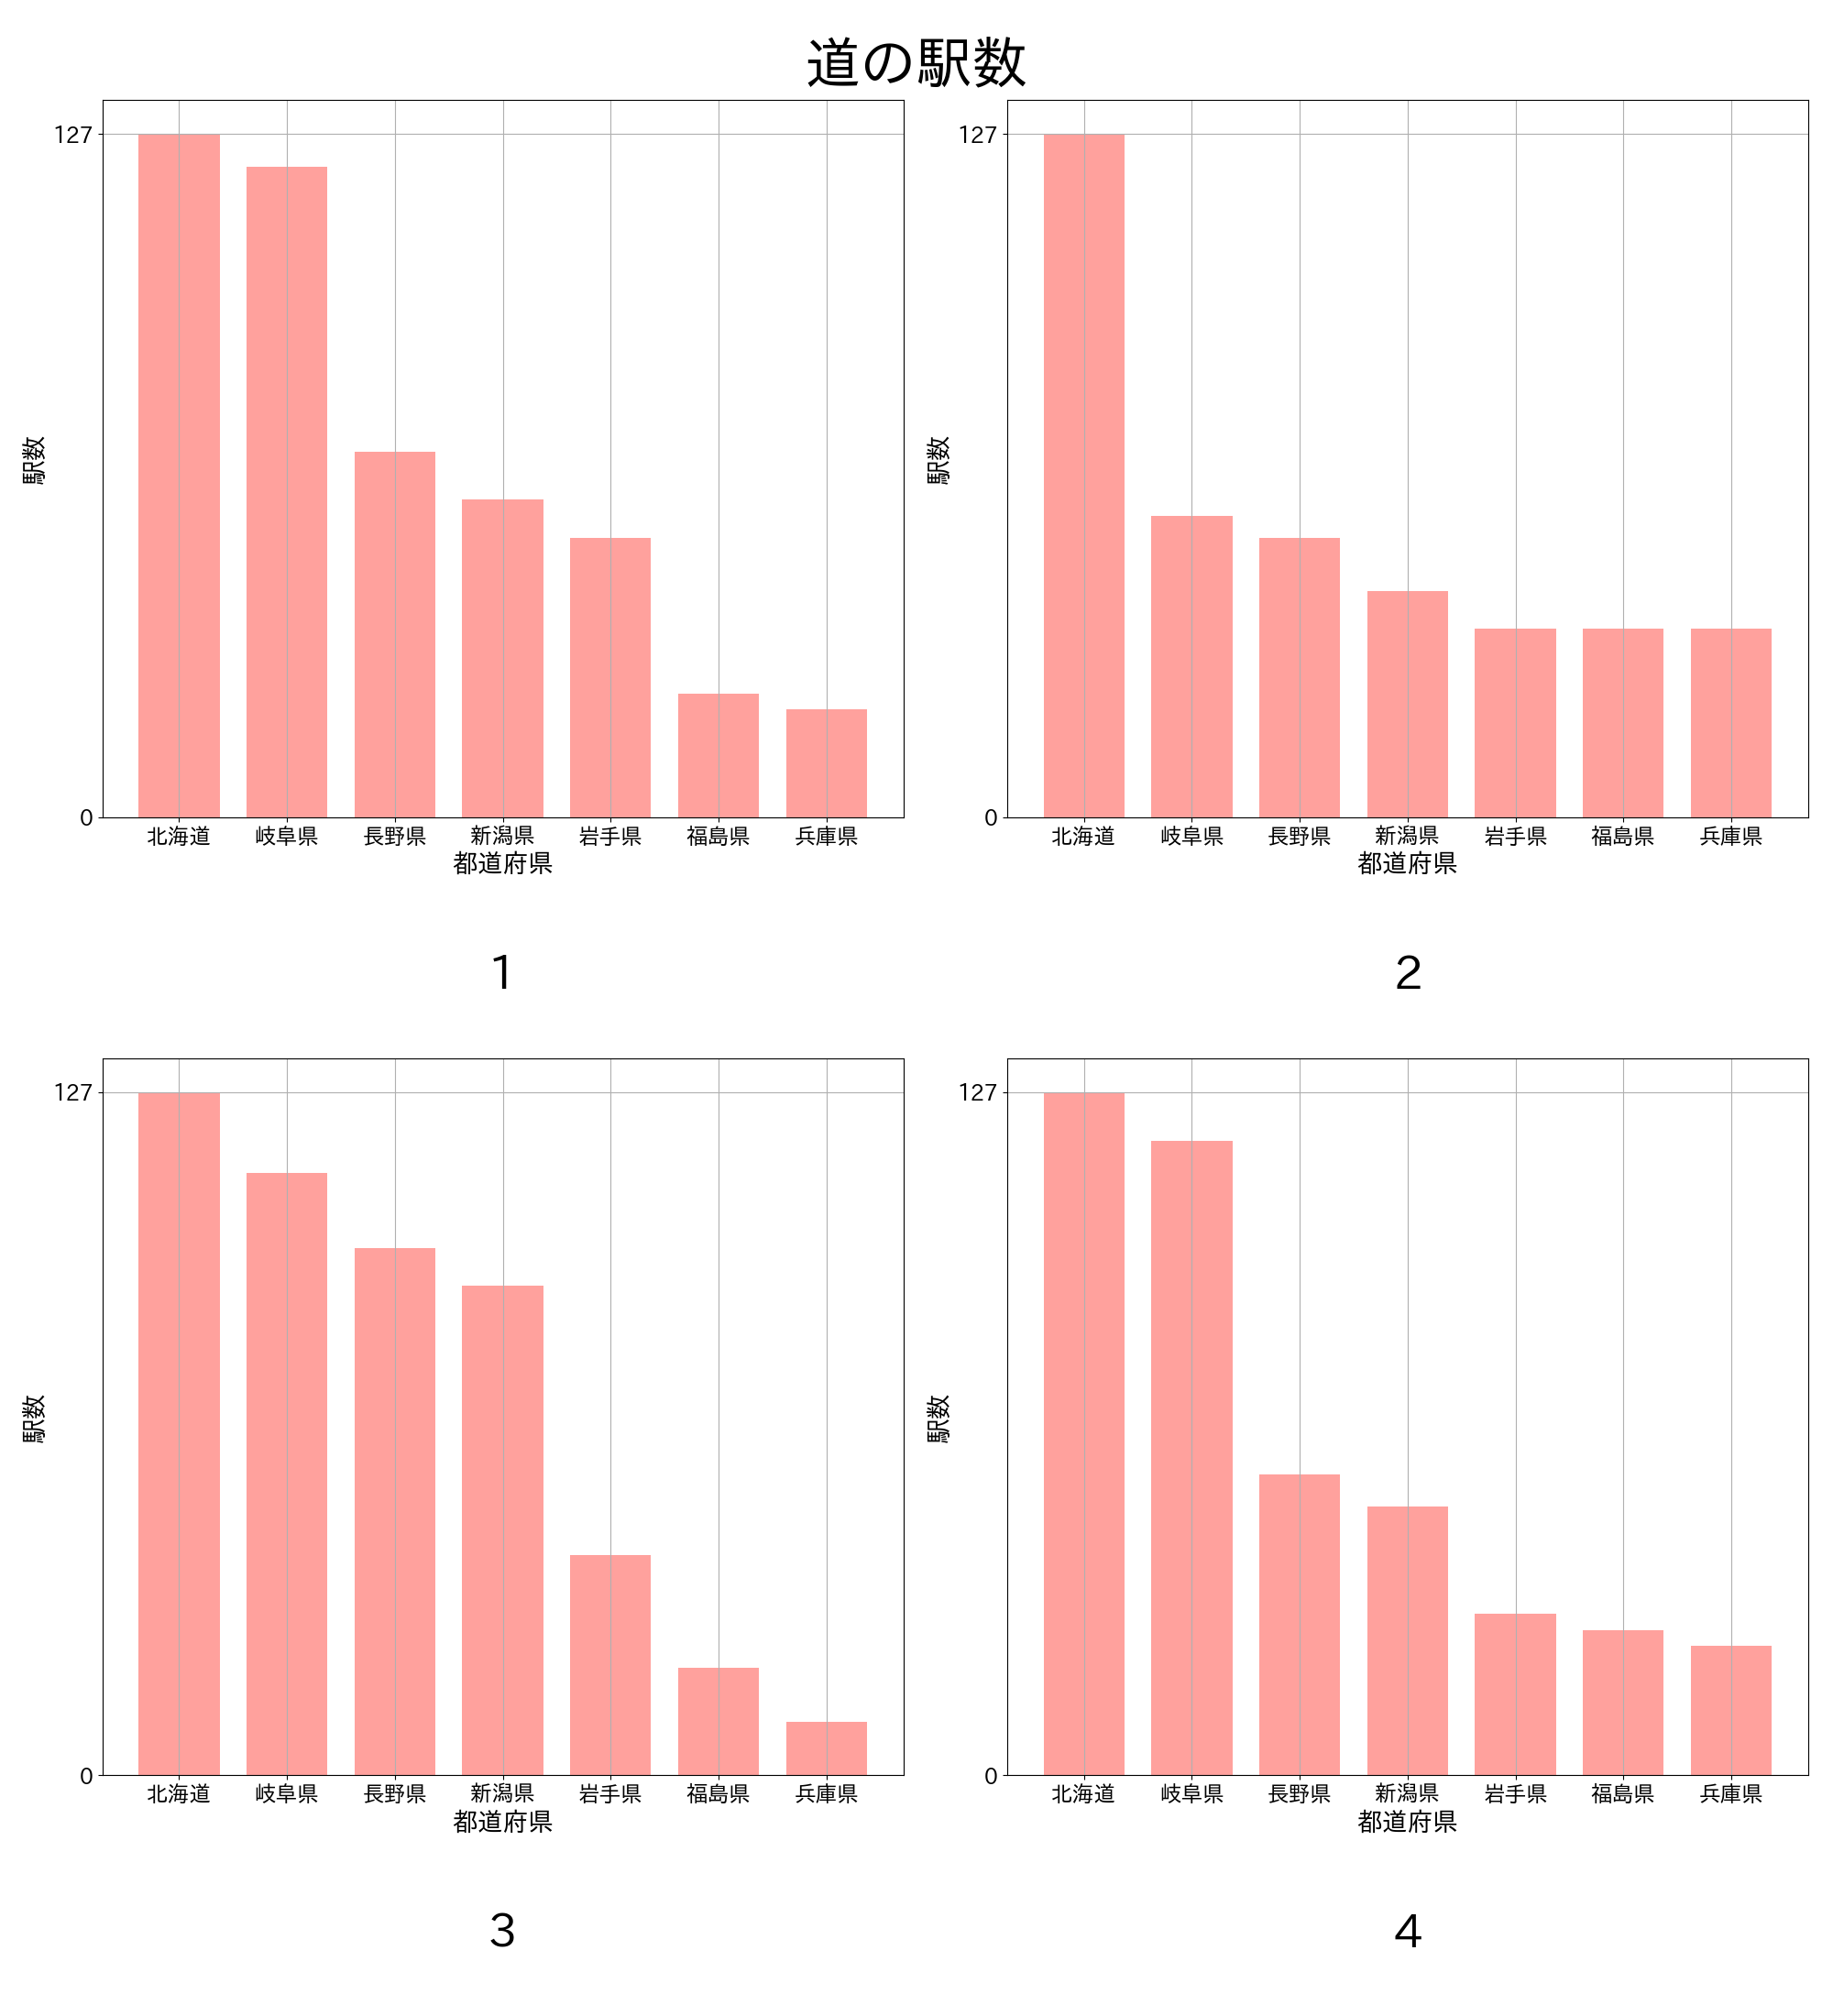 道の駅数
127
0
駅数
北海道 岐阜県 長野県 新潟県 岩手県 福島県 兵庫県
都道府県
1
127
0
駅数
北海道 岐阜県 長野県 新潟県 岩手県 福島県 兵庫県
都道府県
2
127
0
駅数
北海道 岐阜県 長野県 新潟県 岩手県 福島県 兵庫県
都道府県
3
127
0
駅数
北海道 岐阜県 長野県 新潟県 岩手県 福島県 兵庫県
都道府県
4